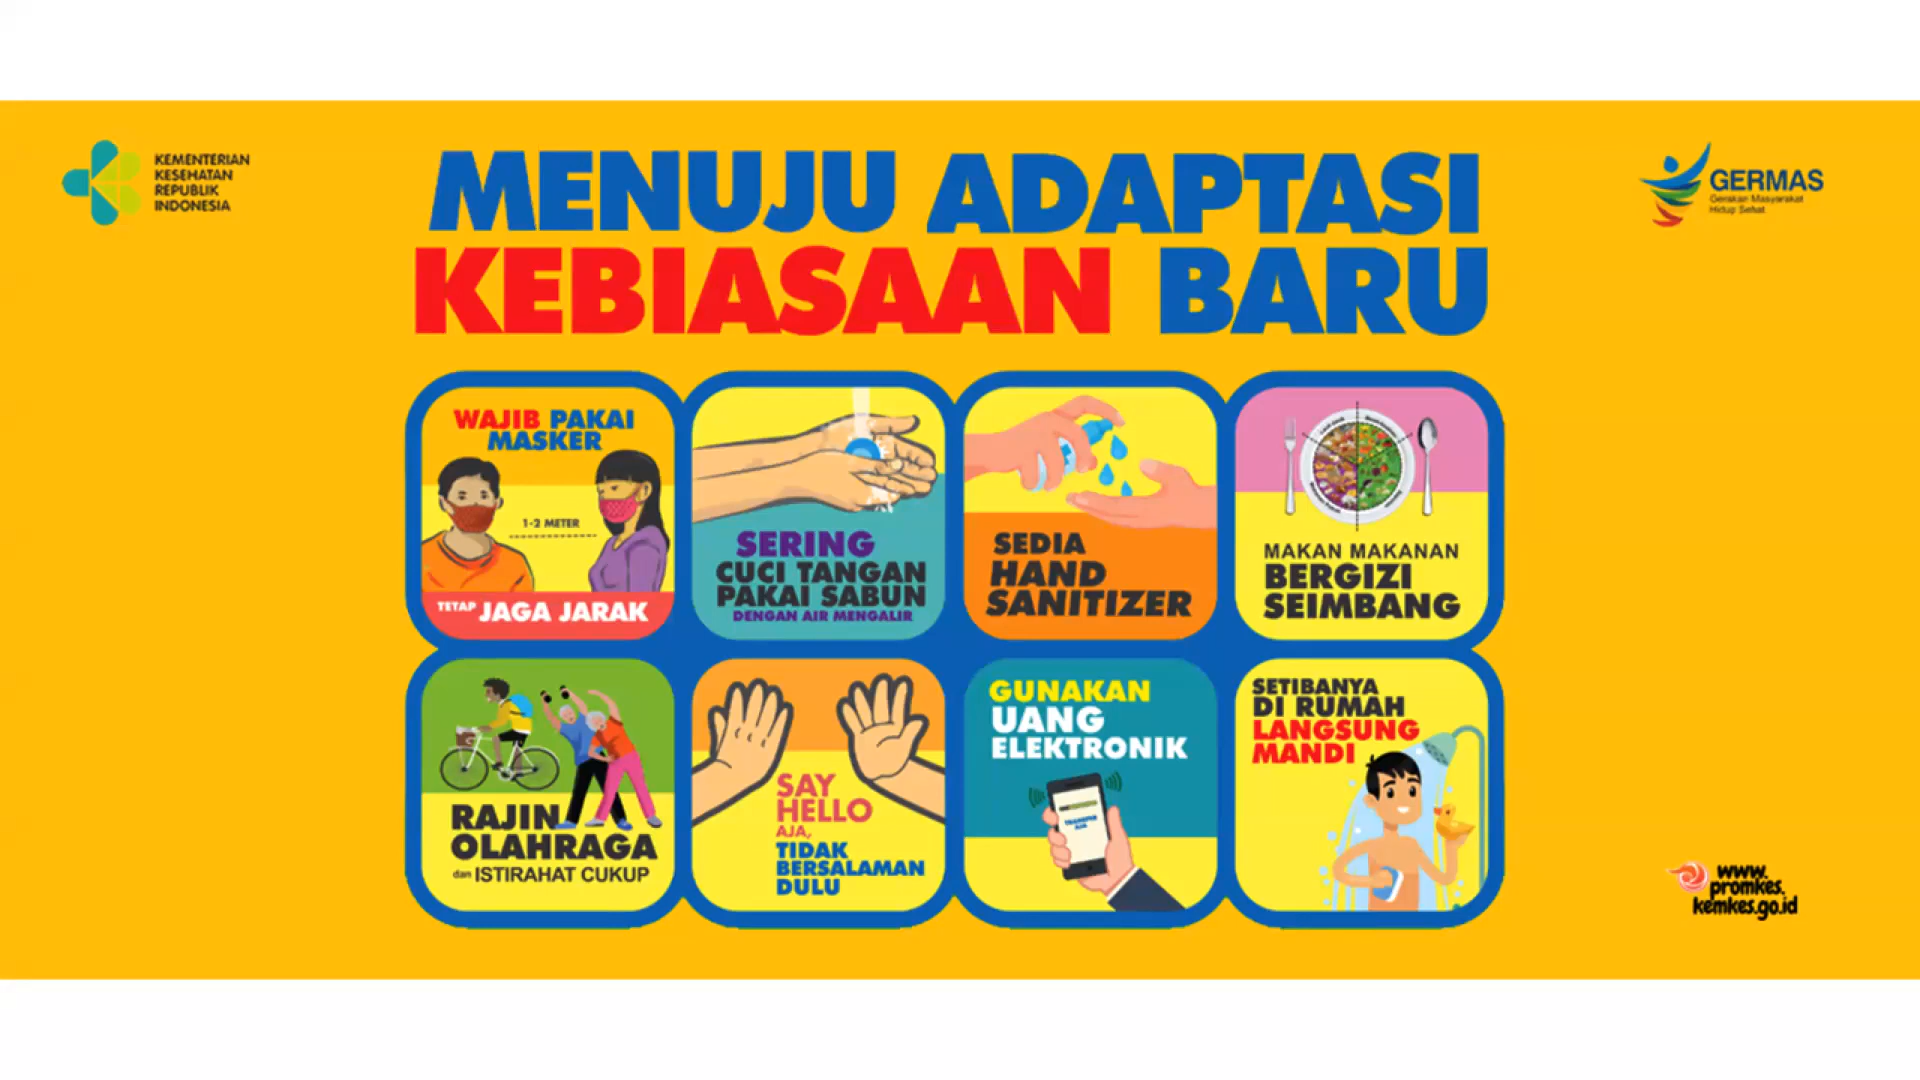 KEMENTERIAN
KESEHATAN
REPUBLIK
INDONESIA
MENUJU ADAPTASI
KEBIASAAN BARU
GERMAS
Gerakan Masyarakat
Hidup Sehat
WAJIB PAKAI
MASKER
1-2 METER
TETAP JAGA JARAK
SERING
CUCI TANGAN
PAKAI SABUN
DENGAN AIR MENGALIR
SEDIA
HAND
SANITIZER
MAKAN MAKANAN
BERGIZI
SEIMBANG
RAJIN
OLAHRAGA
dan ISTIRAHAT CUKUP
SAY
HELLO
AJA,
TIDAK
BERSALAMAN
DULU
GUNAKAN
UANG
ELEKTRONIK
TRANSFER
AJA
SETIBANYA
DI RUMAH
LANGSUNG
MANDI
www.
promkes.
kemkes.go.id